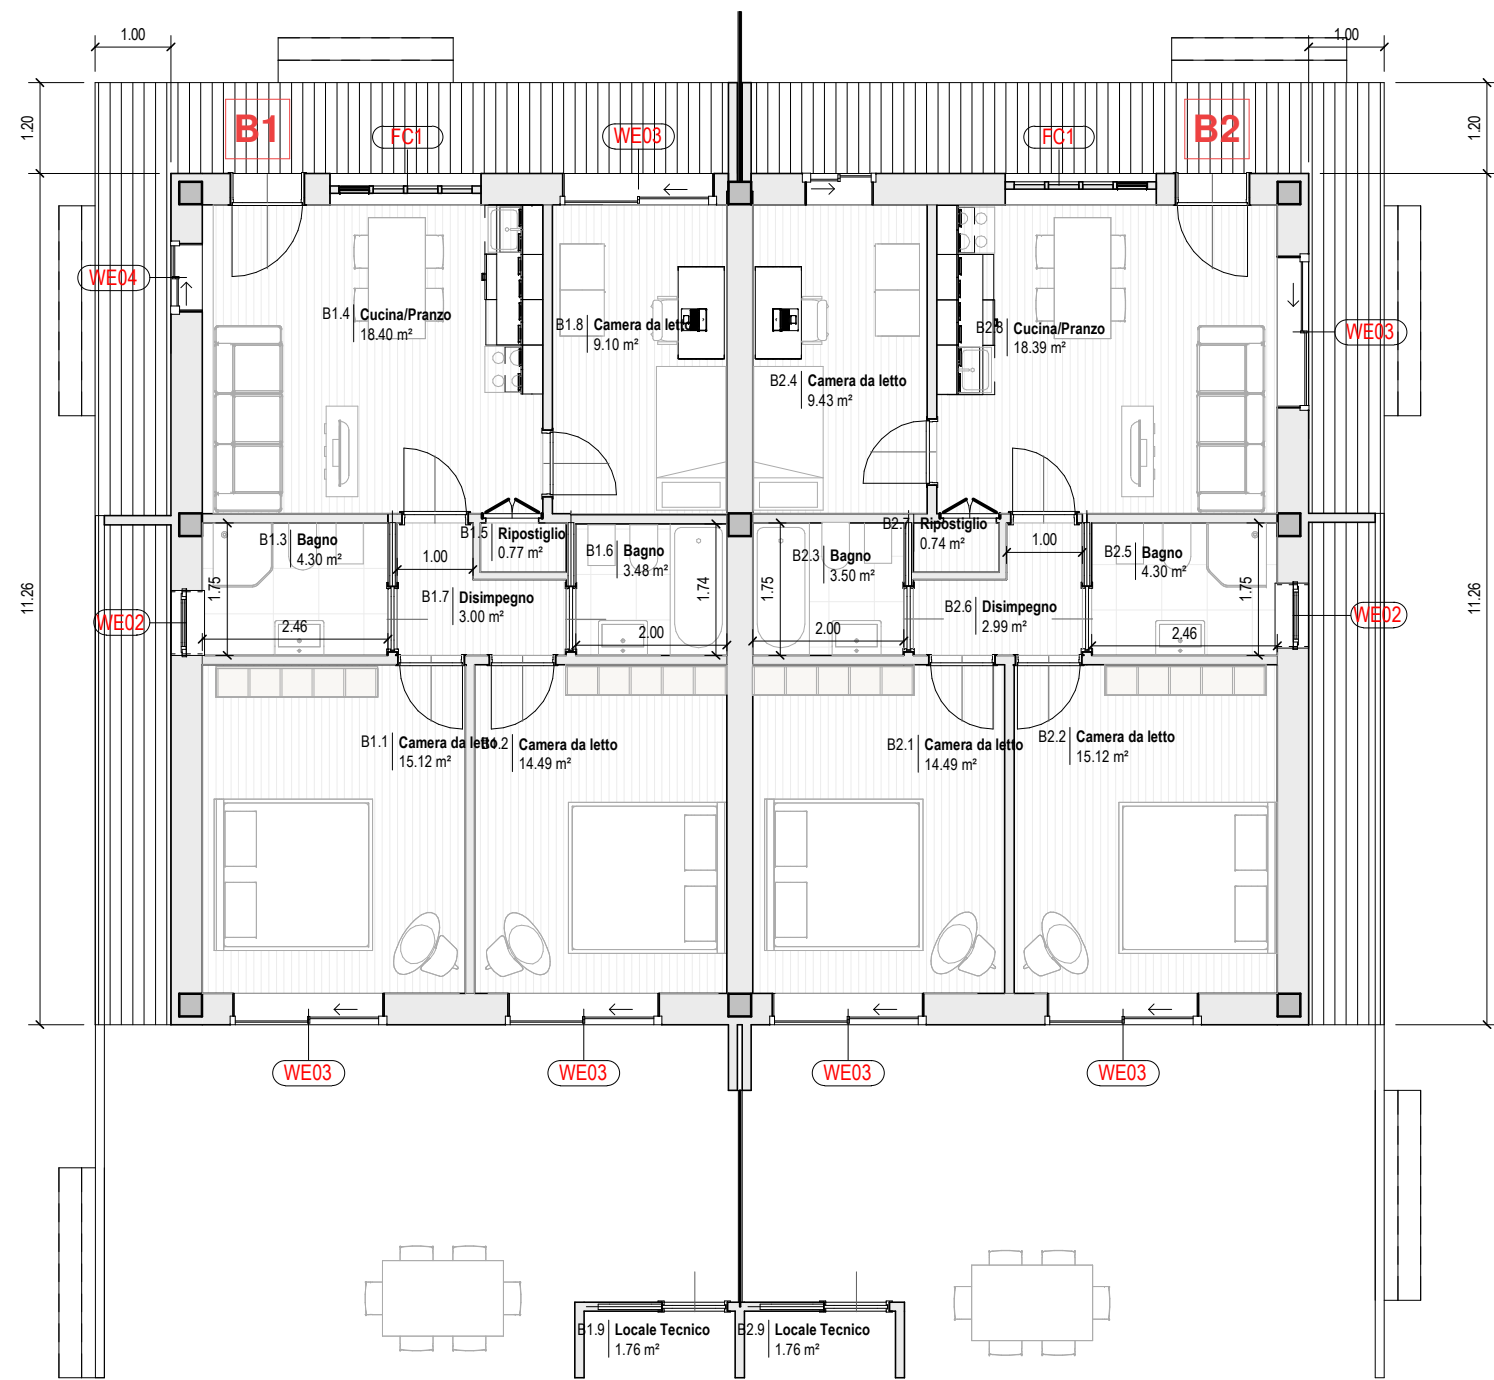 1.00
1.00
1.20
B1
FC1
WE03
FC1
B2
1.20
WE04
B1.4 Cucina/Pranzo
18.40 m²
B1.8 Camera da letto
9.10 m²
B2.4 Camera da letto
9.43 m²
B2.8 Cucina/Pranzo
18.39 m²
WE03
B1.3 Bagno
4.30 m²
1.75
1.00
B1.5 Ripostiglio
0.77 m²
B1.6 Bagno
3.48 m²
1.74
1.75
B2.3 Bagno
3.50 m²
B2.7 Ripostiglio
0.74 m²
1.00
B2.5 Bagno
4.30 m²
1.75
11.26
11.26
WE02
2.46
B1.7 Disimpegno
3.00 m²
2.00
2.00
B2.6 Disimpegno
2.99 m²
2.46
WE02
B1.1 Camera da letto
15.12 m²
B1.2 Camera da letto
14.49 m²
B2.1 Camera da letto
14.49 m²
B2.2 Camera da letto
15.12 m²
WE03
WE03
WE03
WE03
B1.9 Locale Tecnico
1.76 m²
B2.9 Locale Tecnico
1.76 m²